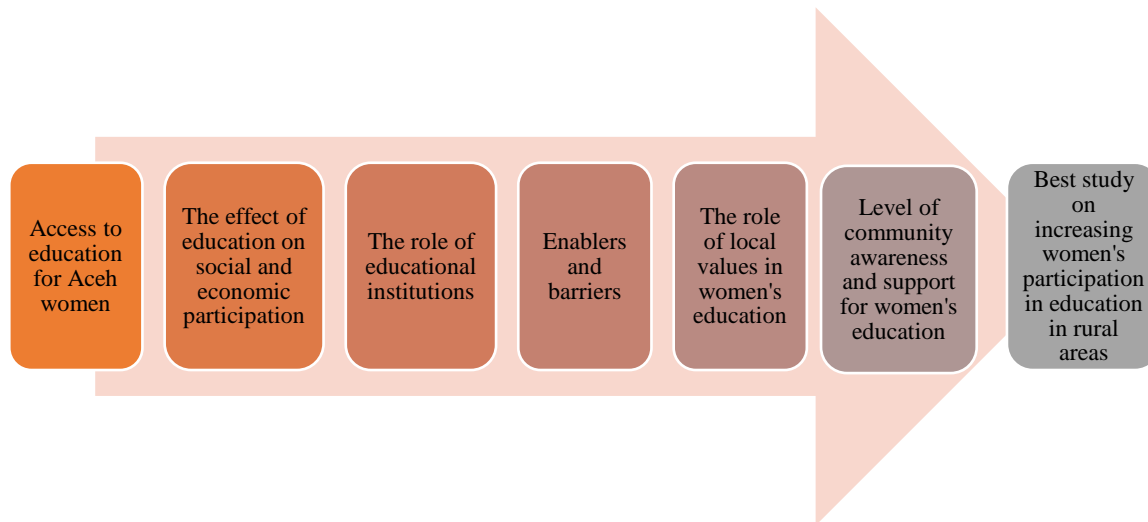 Access to
education
for Aceh
women
The effect of
education on
social and
economic
participation
The role of
educational
institutions
Enablers
and
barriers
The role
of local
values in
women's
education
Level of
community
awareness
and support
for women's
education
Best study
on
increasing
women's
participation
in education
in rural
areas